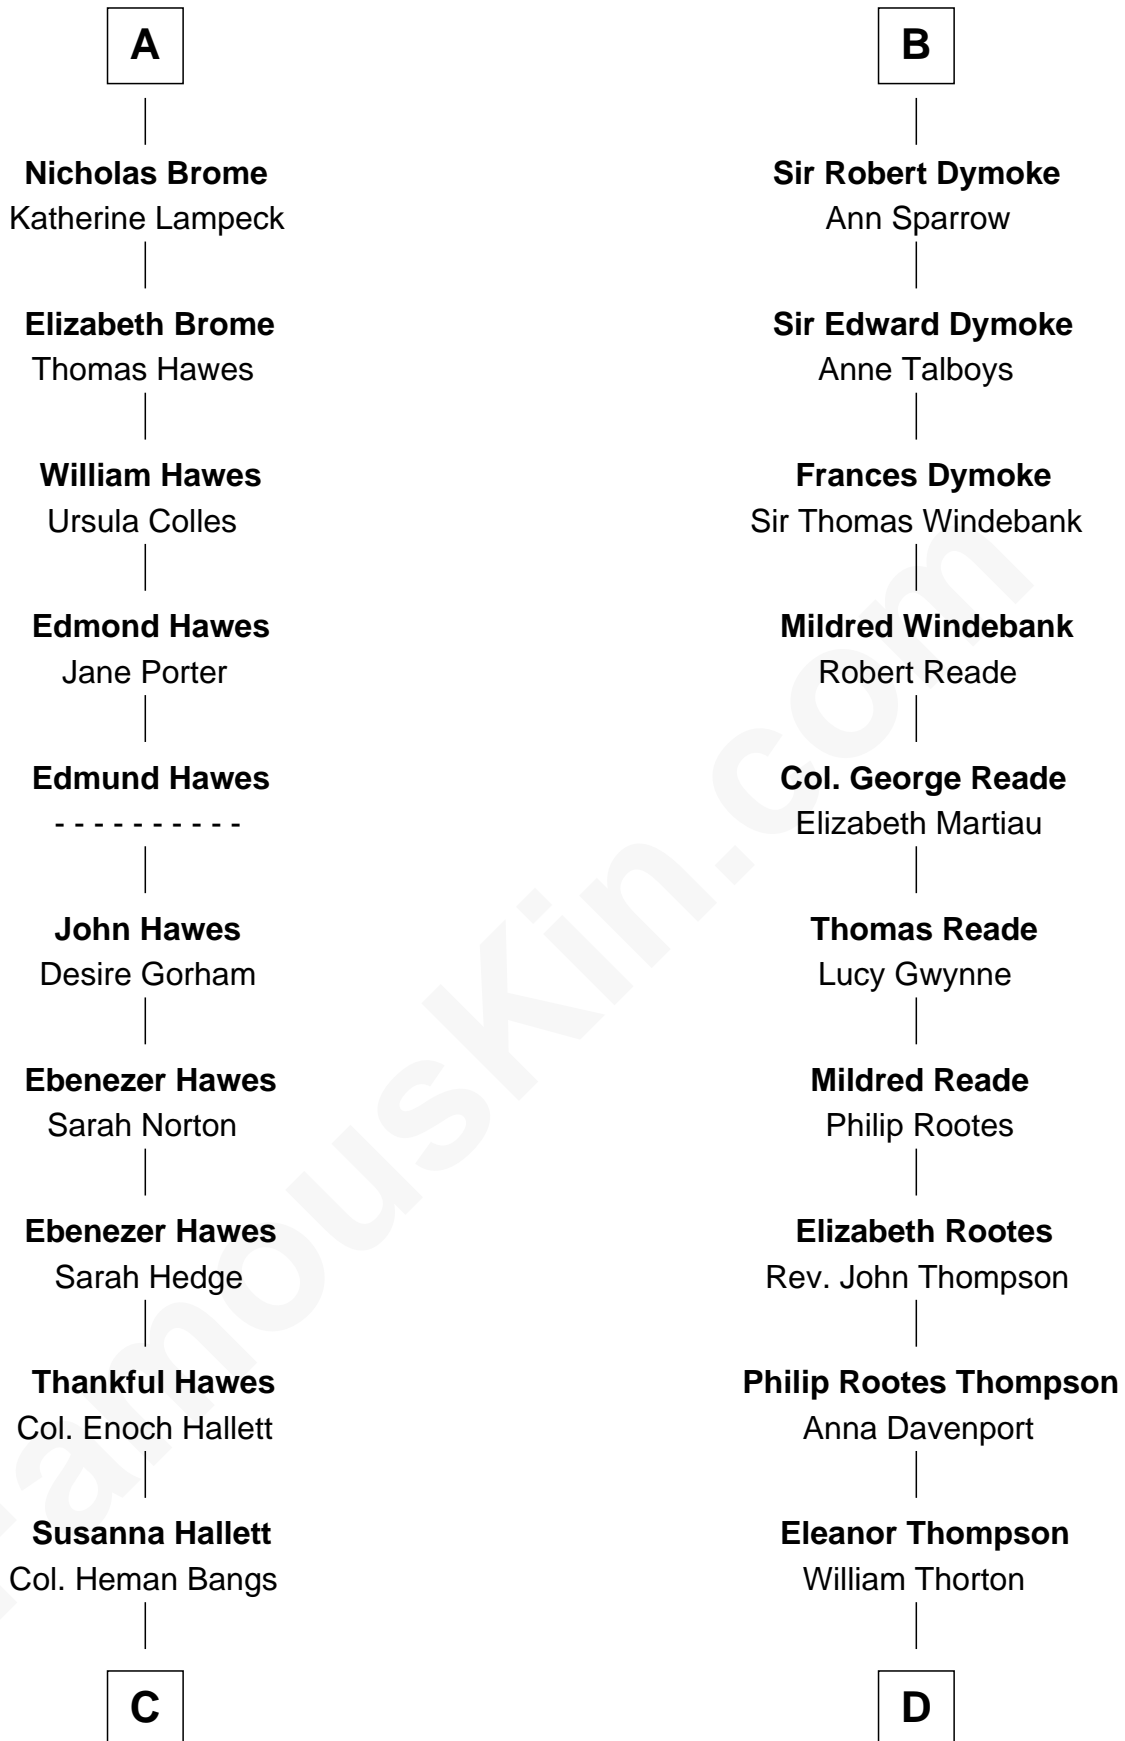 A
Nicholas Brome
Katherine Lampeck
Elizabeth Brome
Thomas Hawes
William Hawes
Ursula Colles
Edmond Hawes
Jane Porter
Edmund Hawes
- - - - - - - - - -
John Hawes
Desire Gorham
Ebenezer Hawes
Sarah Norton
Ebenezer Hawes
Sarah Hedge
Thankful Hawes
Col. Enoch Hallett
Susanna Hallett
Col. Heman Bangs
C
B
Sir Robert Dymoke
Ann Sparrow
Sir Edward Dymoke
Anne Talboys
Frances Dymoke
Sir Thomas Windebank
Mildred Windebank
Robert Reade
Col. George Reade
Elizabeth Martiau
Thomas Reade
Lucy Gwynne
Mildred Reade
Philip Rootes
Elizabeth Rootes
Rev. John Thompson
Philip Rootes Thompson
Anna Davenport
Eleanor Thompson
William Thorton
D
FamousKin.com